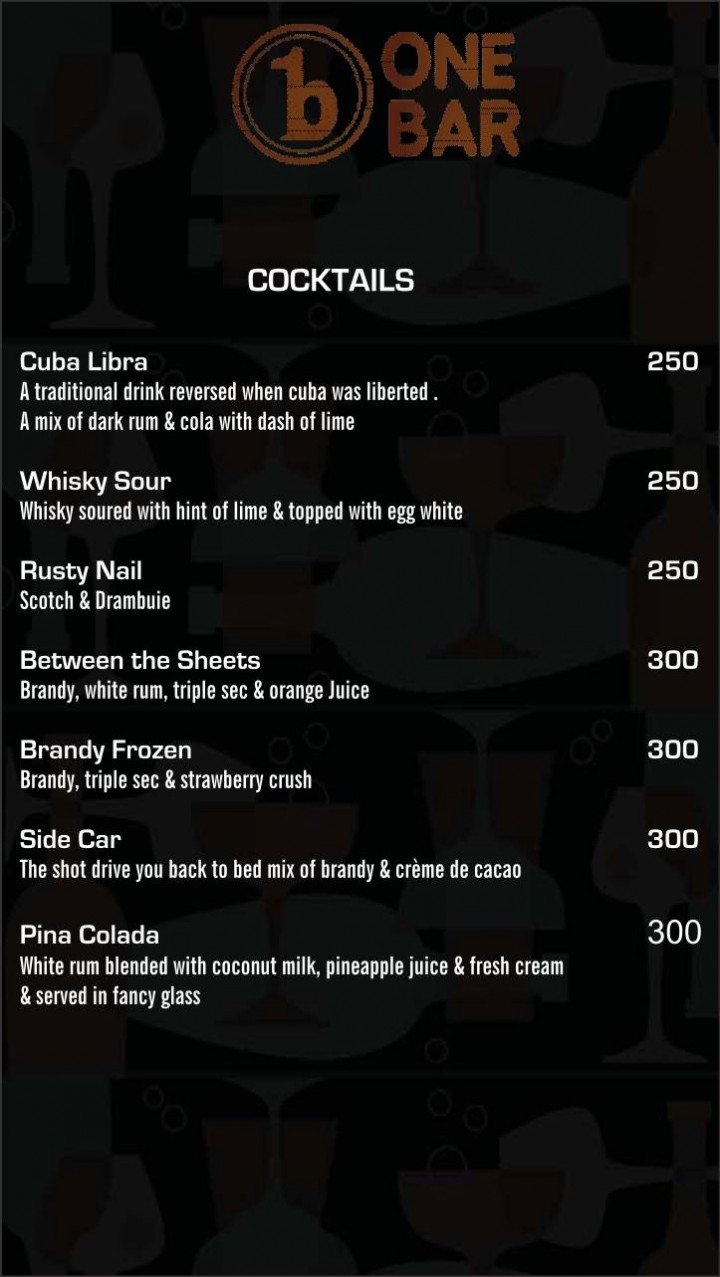 1b ONE
BAR
COCKTAILS
Cuba Libra 250
A traditional drink reversed when cuba was liberted .
A mix of dark rum & cola with dash of lime
Whisky Sour 250
Whisky soured with hint of lime & topped with egg white
Rusty Nail 250
Scotch & Drambuie
Between the Sheets 300
Brandy, white rum, triple sec & orange Juice
Brandy Frozen 300
Brandy, triple sec & strawberry crush
Side Car 300
The shot drive you back to bed mix of brandy & crème de cacao
Pina Colada 300
White rum blended with coconut milk, pineapple juice & fresh cream
& served in fancy glass